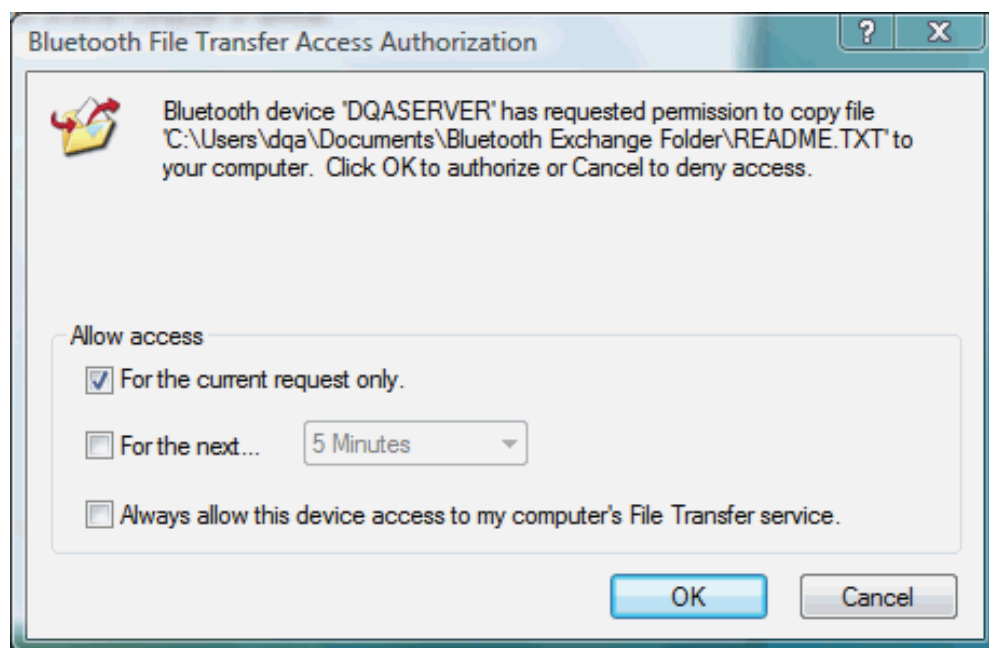 Bluetooth File Transfer Access Authorization
Bluetooth device 'DQASERVER' has requested permission to copy file
'C:\Users\dqa\Documents\Bluetooth Exchange Folder\README.TXT' to
your computer.  Click OK to authorize or Cancel to deny access.
Allow access
For the current request only.
For the next... 5 Minutes
Always allow this device access to my computer's File Transfer service.
OK Cancel